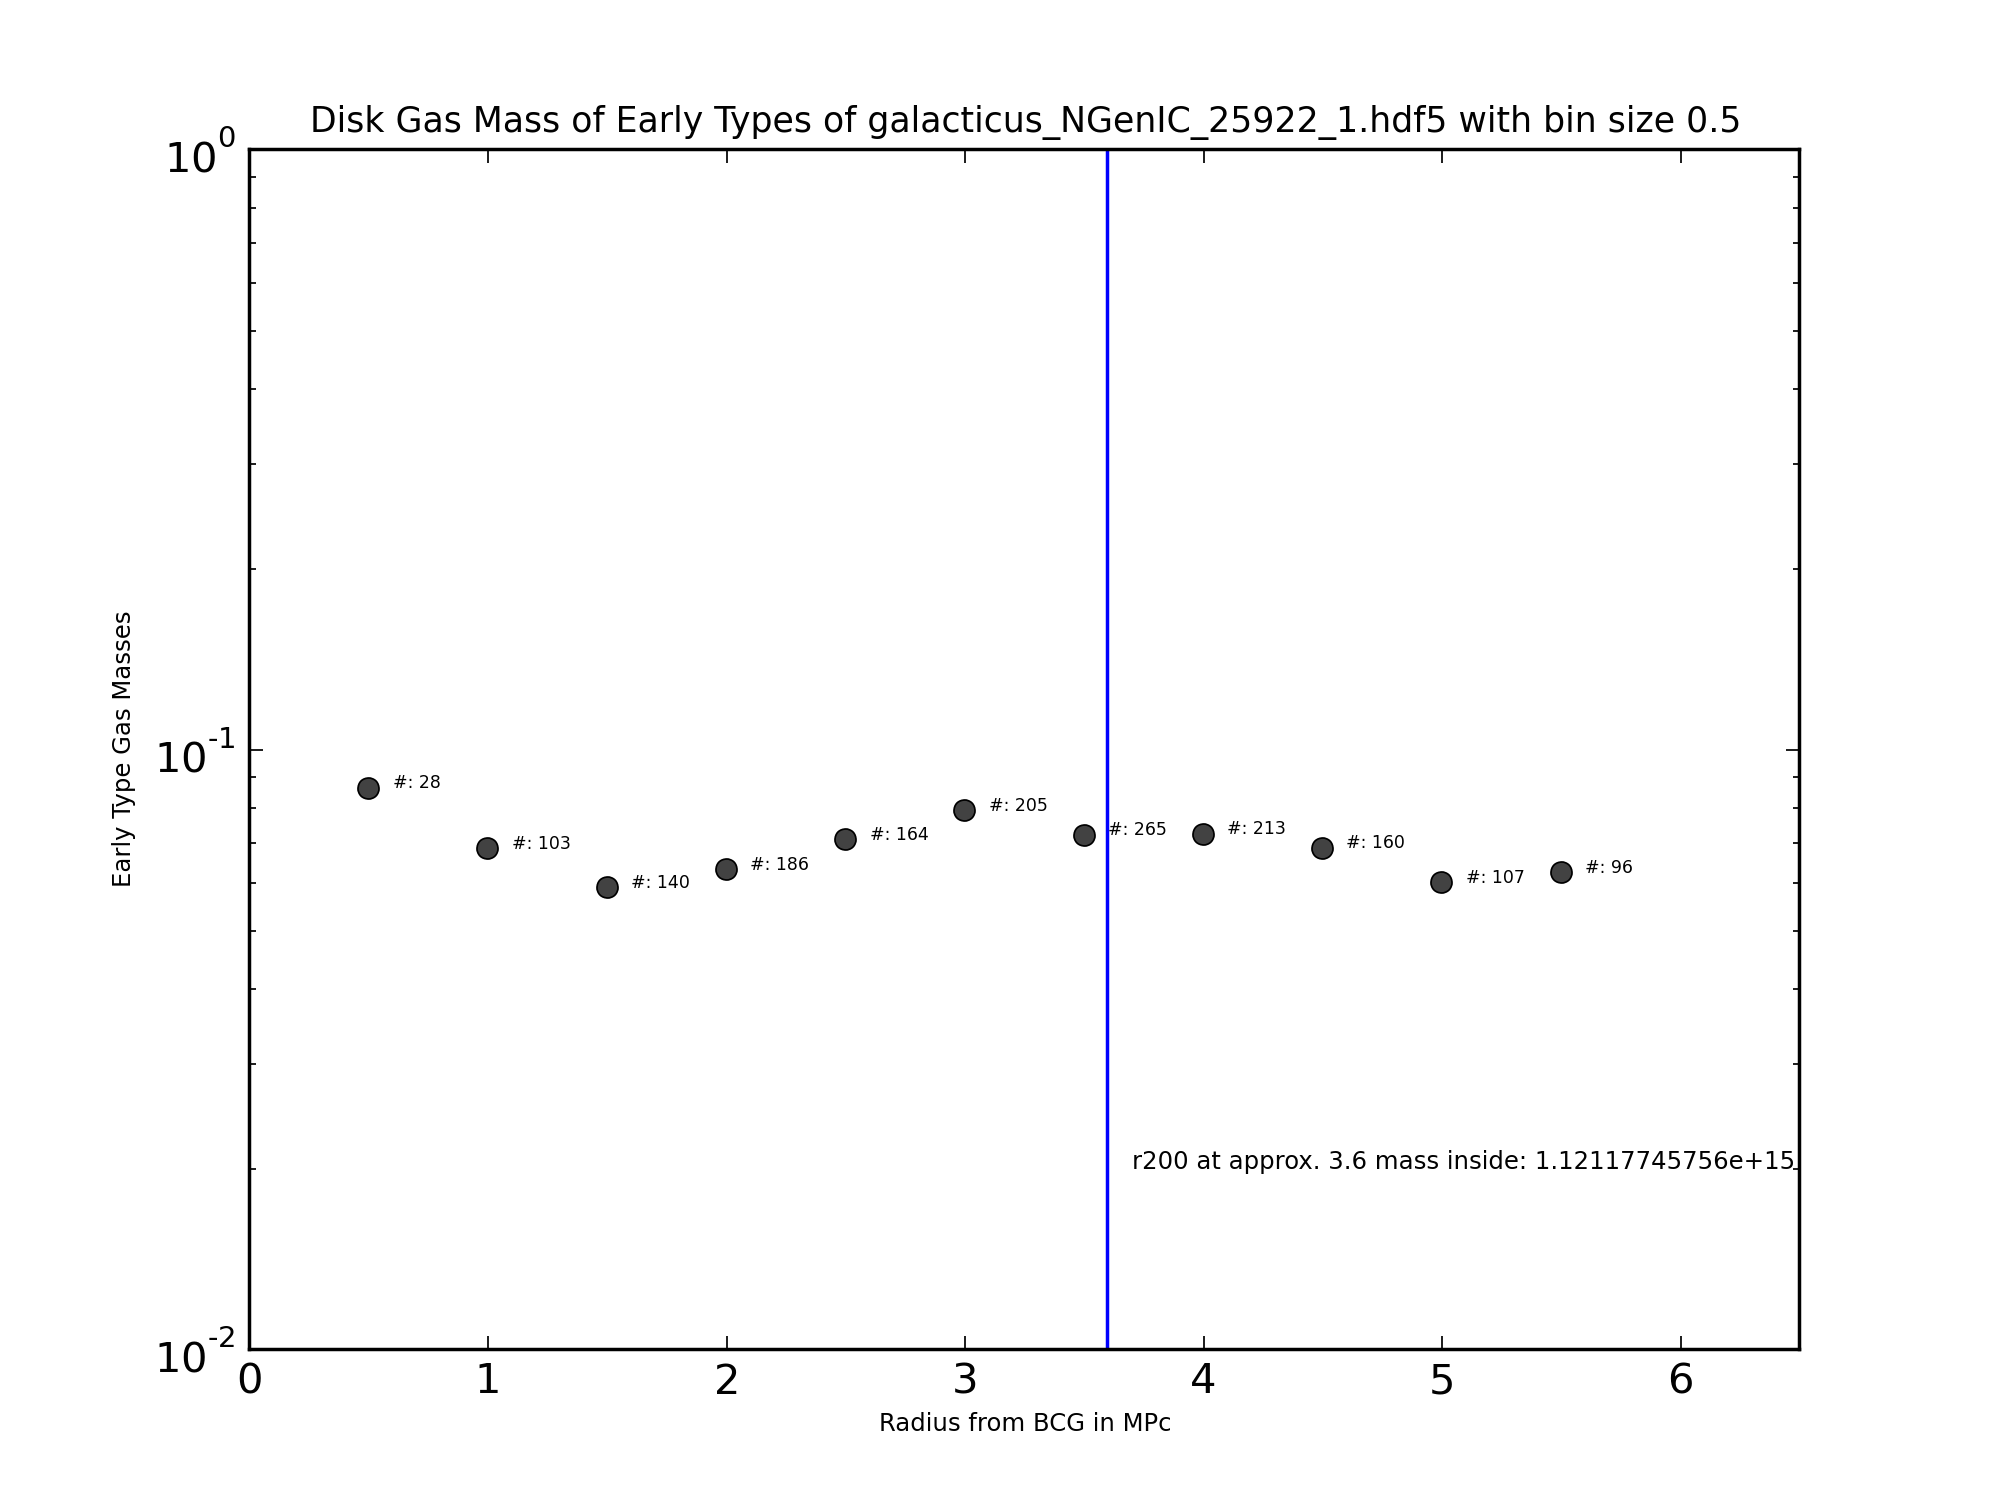 Disk Gas Mass of Early Types of galacticus_NGenIC_25922_1.hdf5 with bin size 0.5
10^0
10^-1
10^-2
Early Type Gas Masses
#: 28
#: 103
#: 140
#: 186
#: 164
#: 205
#: 265
#: 213
#: 160
#: 107
#: 96
r200 at approx. 3.6 mass inside: 1.12117745756e+15
0 1 2 3 4 5 6
Radius from BCG in MPc